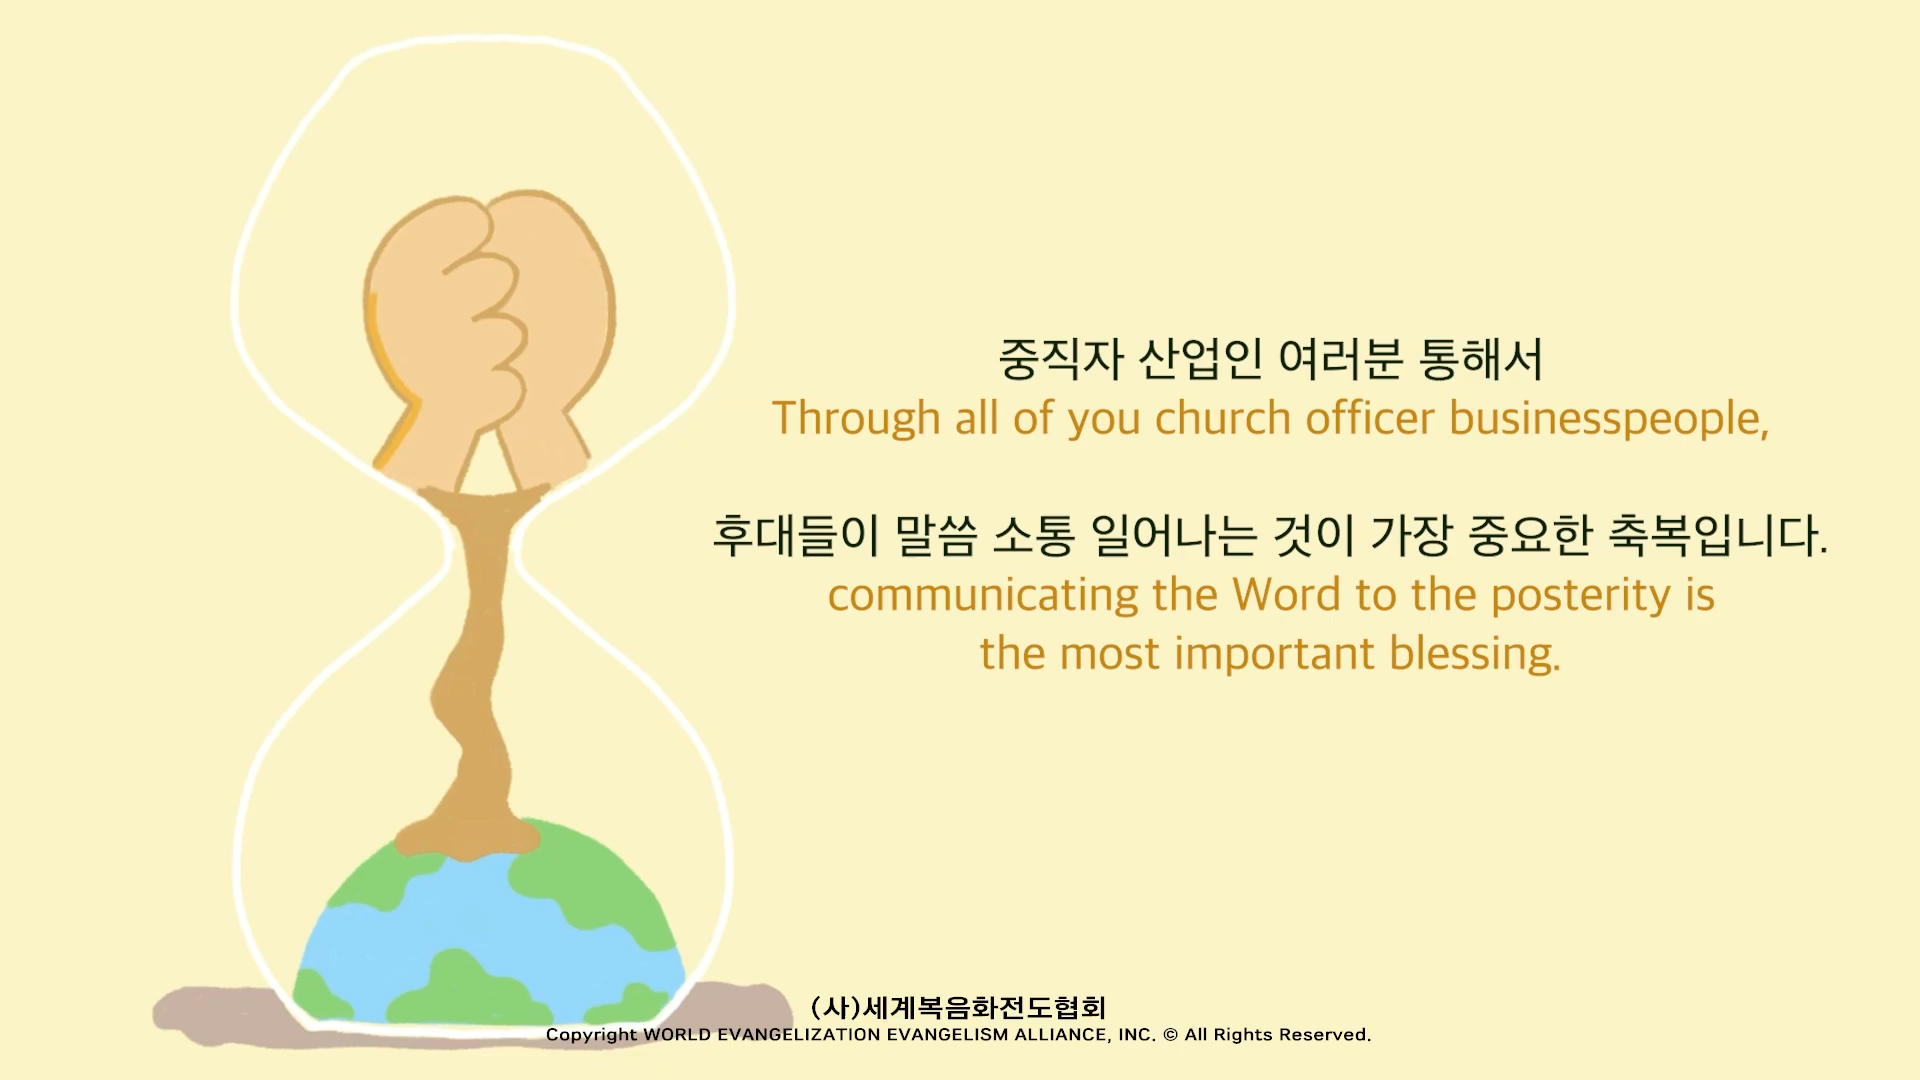 중직자 산업인 여러분 통해서
Through all of you church officer businesspeople,
후대들이 말씀 소통 일어나는 것이 가장 중요한 축복입니다.
communicating the Word to the posterity is
the most important blessing.
(사)세계복음화전도협회
Copyright WORLD EVANGELIZATION EVANGELISM ALLIANCE, INC. © All Rights Reserved.